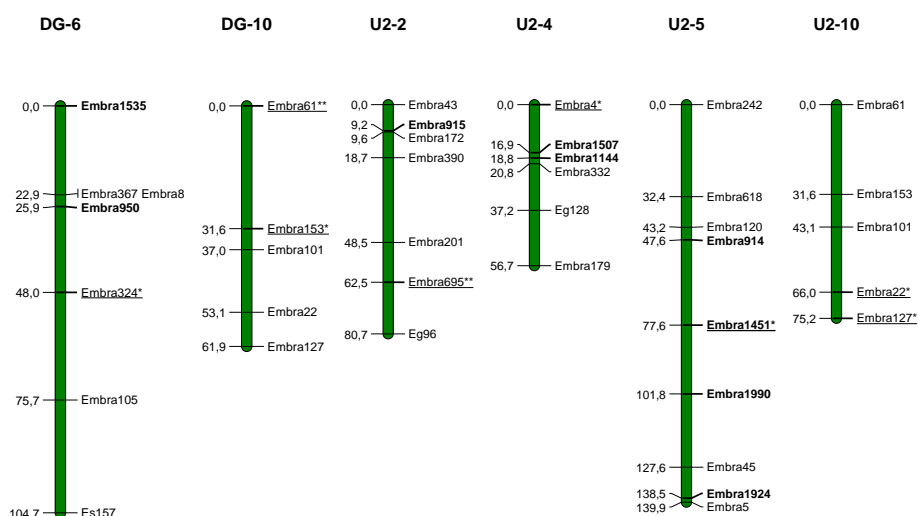 DG-6
DG-10
U2-2
U2-4
U2-5
U2-10
0,0 Embra1535
22,9 Embra367 Embra8
25,9 Embra950
48,0 Embra324*
75,7 Embra105
104,7 Es157
0,0 Embra61**
31,6 Embra153*
37,0 Embra101
53,1 Embra22
61,9 Embra127
0,0 Embra43
9,2 Embra915
9,6 Embra172
18,7 Embra390
48,5 Embra201
62,5 Embra695**
80,7 Eg96
0,0 Embra4*
16,9 Embra1507
18,8 Embra1144
20,8 Embra332
37,2 Eg128
56,7 Embra179
0,0 Embra242
32,4 Embra618
43,2 Embra120
47,6 Embra914
77,6 Embra1451*
101,8 Embra1990
127,6 Embra45
138,5 Embra1924
139,9 Embra5
0,0 Embra61
31,6 Embra153
43,1 Embra101
66,0 Embra22*
75,2 Embra127*